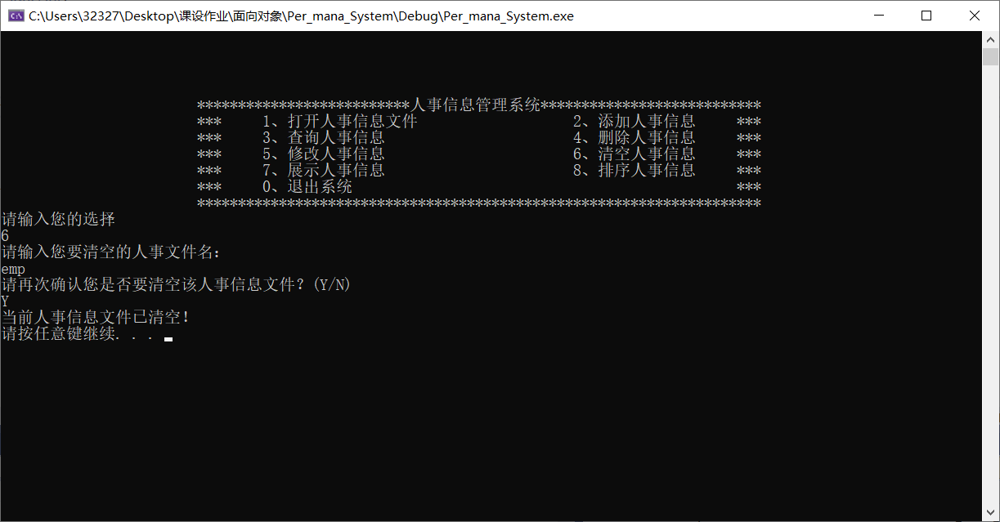 C:\Users\32327\Desktop\课设作业\面向对象\Per_mana_System\Debug\Per_mana_System.exe
**************************人事信息管理系统***************************
*** 1、打开人事信息文件 2、添加人事信息 ***
*** 3、查询人事信息 4、删除人事信息 ***
*** 5、修改人事信息 6、清空人事信息 ***
*** 7、展示人事信息 8、排序人事信息 ***
*** 0、退出系统 ***
*********************************************************************
请输入您的选择
6
请输入您要清空的人事文件名：
emp
请再次确认您是否要清空该人事信息文件？(Y/N)
Y
当前人事信息文件已清空！
请按任意键继续. . .